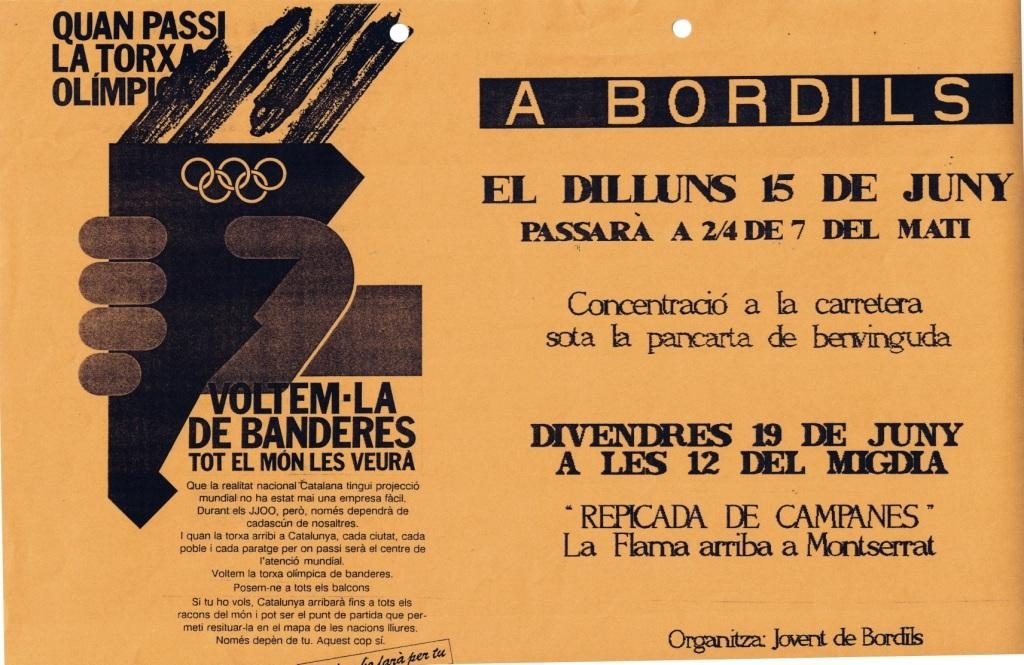 QUAN PASSI
LA TORXA
OLÍMPICA
VOLTEM·LA
DE BANDERES
TOT EL MÓN LES VEURÀ
Que la realitat nacional Catalana tingui projecció
mundial no ha estat mai una empresa fàcil.
Durant els JJOO, però, només dependrà de
cadascún de nosaltres.
I quan la torxa arribi a Catalunya, cada ciutat, cada
poble i cada paratge per on passi serà el centre de
l'atenció mundial.
Voltem la torxa olímpica de banderes.
Posem-ne a tots els balcons
Si tu ho vols, Catalunya arribarà fins a tots els
racons del món i pot ser el punt de partida que per-
meti resituar-la en el mapa de les nacions lliures.
Només depèn de tu. Aquest cop sí.
farà per tu
A BORDILS
EL DILLUNS 15 DE JUNY
PASSARÀ A 2/4 DE 7 DEL MATI
Concentració a la carretera
sota la pancarta de benvinguda
DIVENDRES 19 DE JUNY
A LES 12 DEL MIGDIA
"REPICADA DE CAMPANES"
La Flama arriba a Montserrat
Organitza: Jovent de Bordils